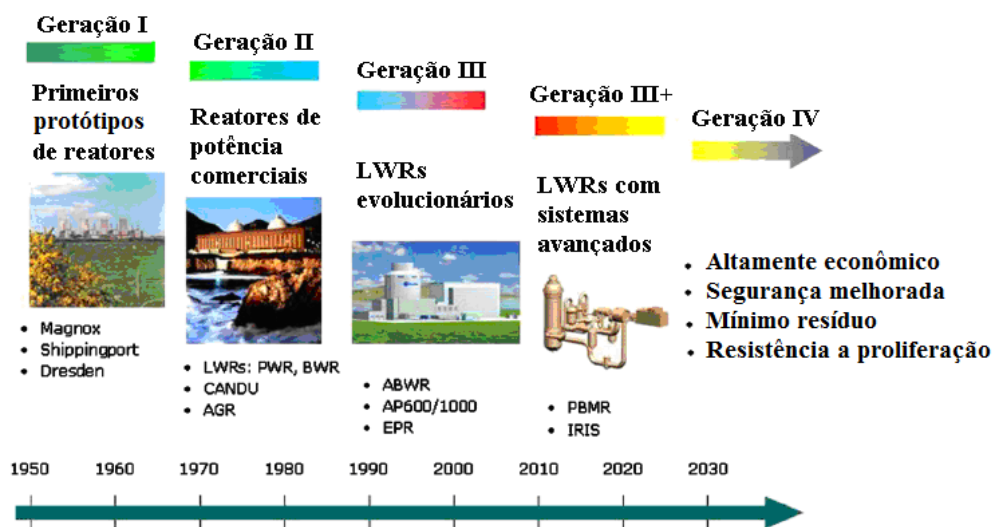 Geração I
Primeiros
protótipos
de reatores
• Magnox
• Shippingport
• Dresden
Geração II
Reatores de
potência
comerciais
• LWRs: PWR, BWR
• CANDU
• AGR
Geração III
LWRs
evolucionários
• ABWR
• AP600/1000
• EPR
Geração III+
LWRs com
sistemas
avançados
• PBMR
• IRIS
Geração IV
• Altamente econômico
• Segurança melhorada
• Mínimo resíduo
• Resistência a proliferação
1950 1960 1970 1980 1990 2000 2010 2020 2030